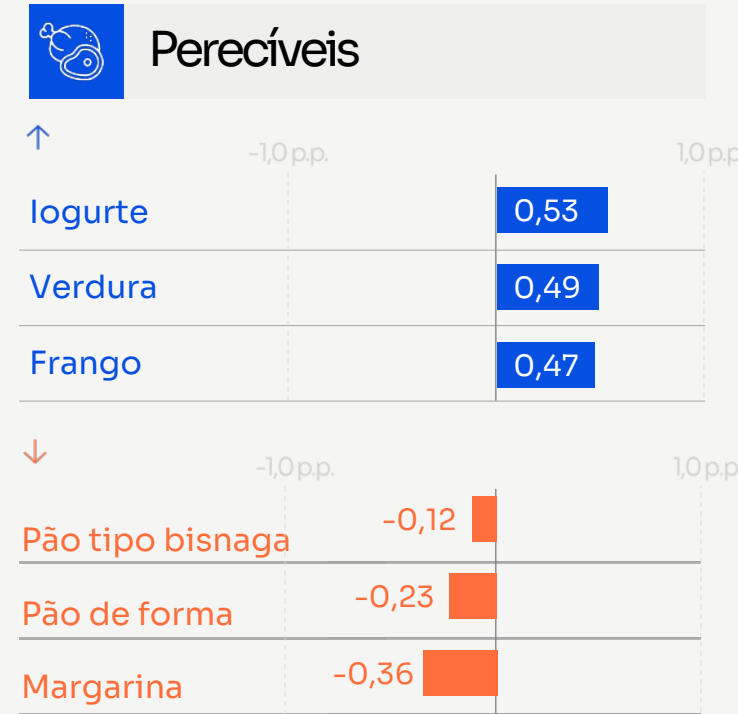 Perecíveis
-1,0 p.p. 1,0 p.p
Iogurte 0,53
Verdura 0,49
Frango 0,47
-1,0 p.p. 1,0 p.p
Pão tipo bisnaga -0,12
Pão de forma -0,23
Margarina -0,36